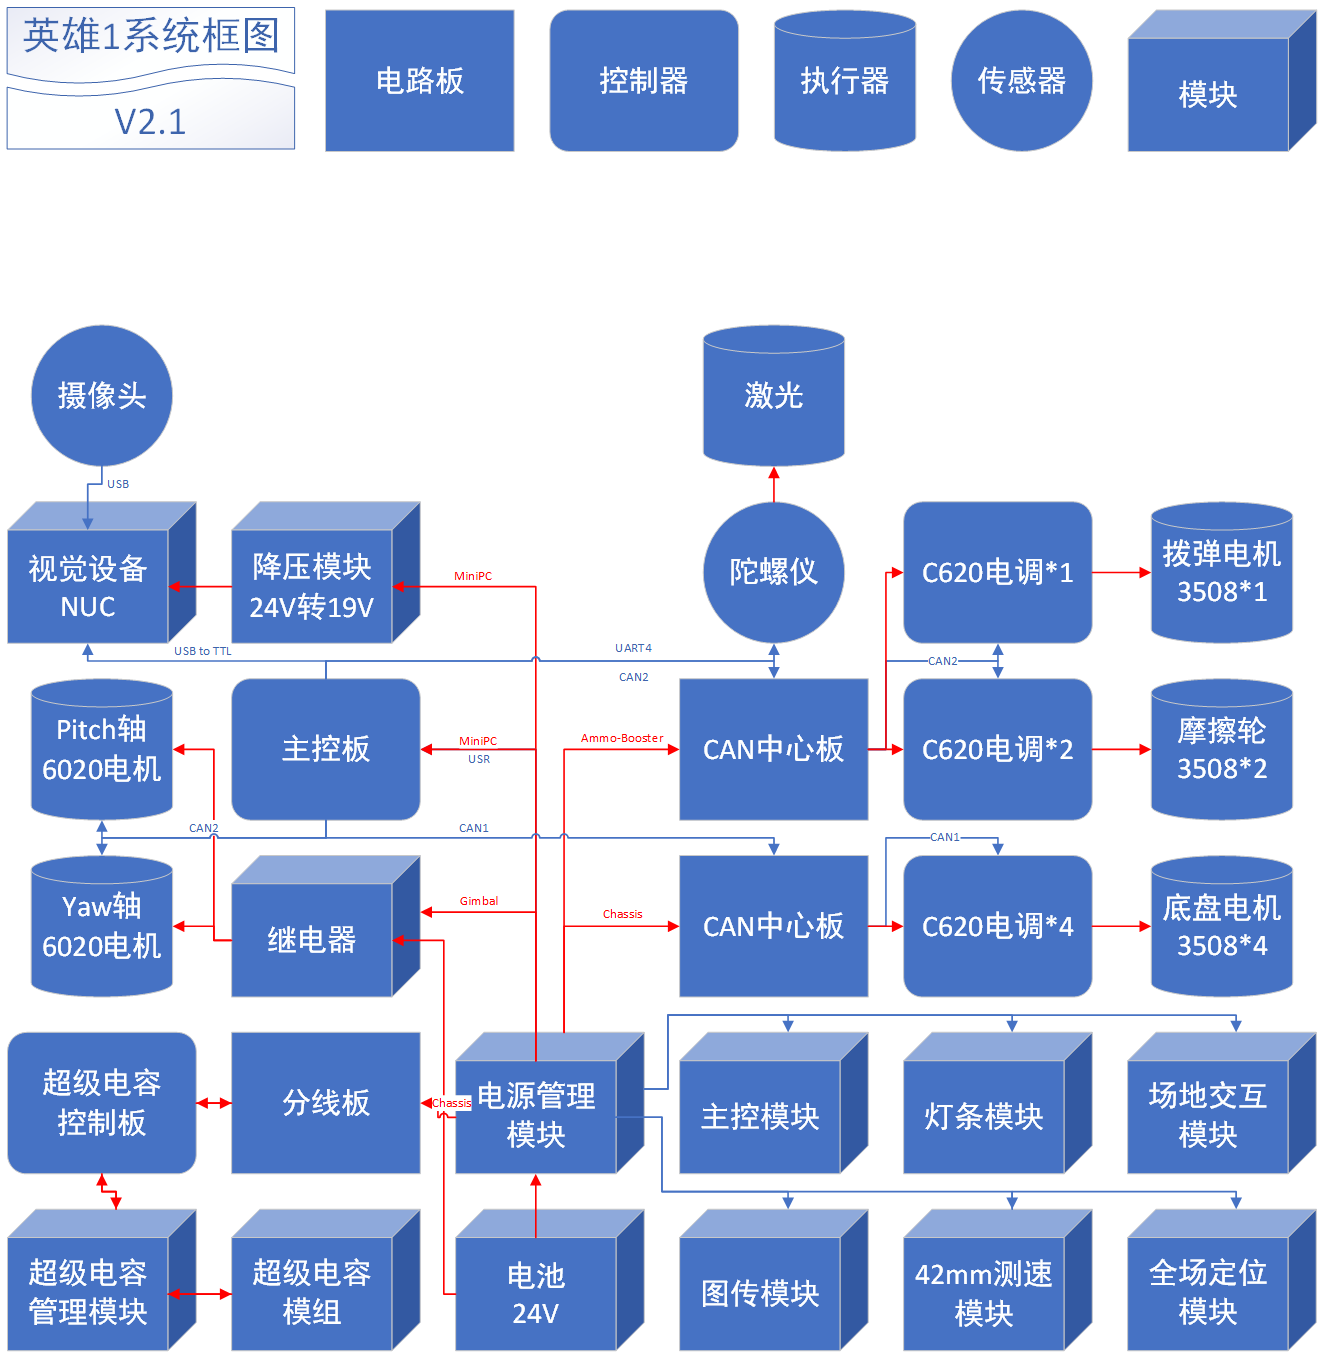 英雄1系统框图
V2.1
电路板
控制器
执行器
传感器
模块
摄像头
激光
USB
视觉设备
NUC
降压模块
24V转19V
MiniPC
陀螺仪
C620电调*1
拨弹电机
3508*1
USB to TTL
UART4
CAN2
CAN2
Pitch轴
6020电机
主控板
MiniPC
USR
Ammo-Booster
CAN中心板
C620电调*2
摩擦轮
3508*2
CAN2
CAN1
CAN1
Yaw轴
6020电机
继电器
Gimbal
Chassis
CAN中心板
C620电调*4
底盘电机
3508*4
超级电容
控制板
分线板
Chassis
电源管理
模块
主控模块
灯条模块
场地交互
模块
超级电容
管理模块
超级电容
模组
电池
24V
图传模块
42mm测速
模块
全场定位
模块